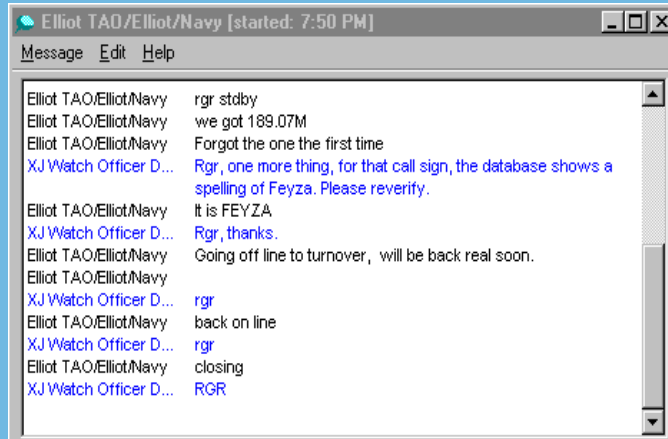 Elliot TAO/Elliot/Navy [started: 7:50 PM]
Message Edit Help
Elliot TAO/Elliot/Navy rgr stdby
Elliot TAO/Elliot/Navy we got 189.07M
Elliot TAO/Elliot/Navy Forgot the one the first time
XJ Watch Officer D... Rgr, one more thing, for that call sign, the database shows a
spelling of Feyza. Please reverify.
Elliot TAO/Elliot/Navy It is FEYZA
XJ Watch Officer D... Rgr, thanks.
Elliot TAO/Elliot/Navy Going off line to turnover, will be back real soon.
Elliot TAO/Elliot/Navy
XJ Watch Officer D... rgr
Elliot TAO/Elliot/Navy back on line
XJ Watch Officer D... rgr
Elliot TAO/Elliot/Navy closing
XJ Watch Officer D... RGR